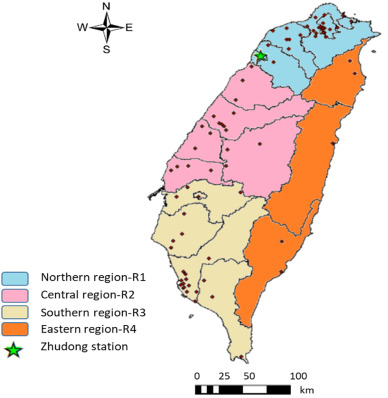 N
W E
S
Northern region-R1
Central region-R2
Southern region-R3
Eastern region-R4
Zhudong station
0 25 50 100
km